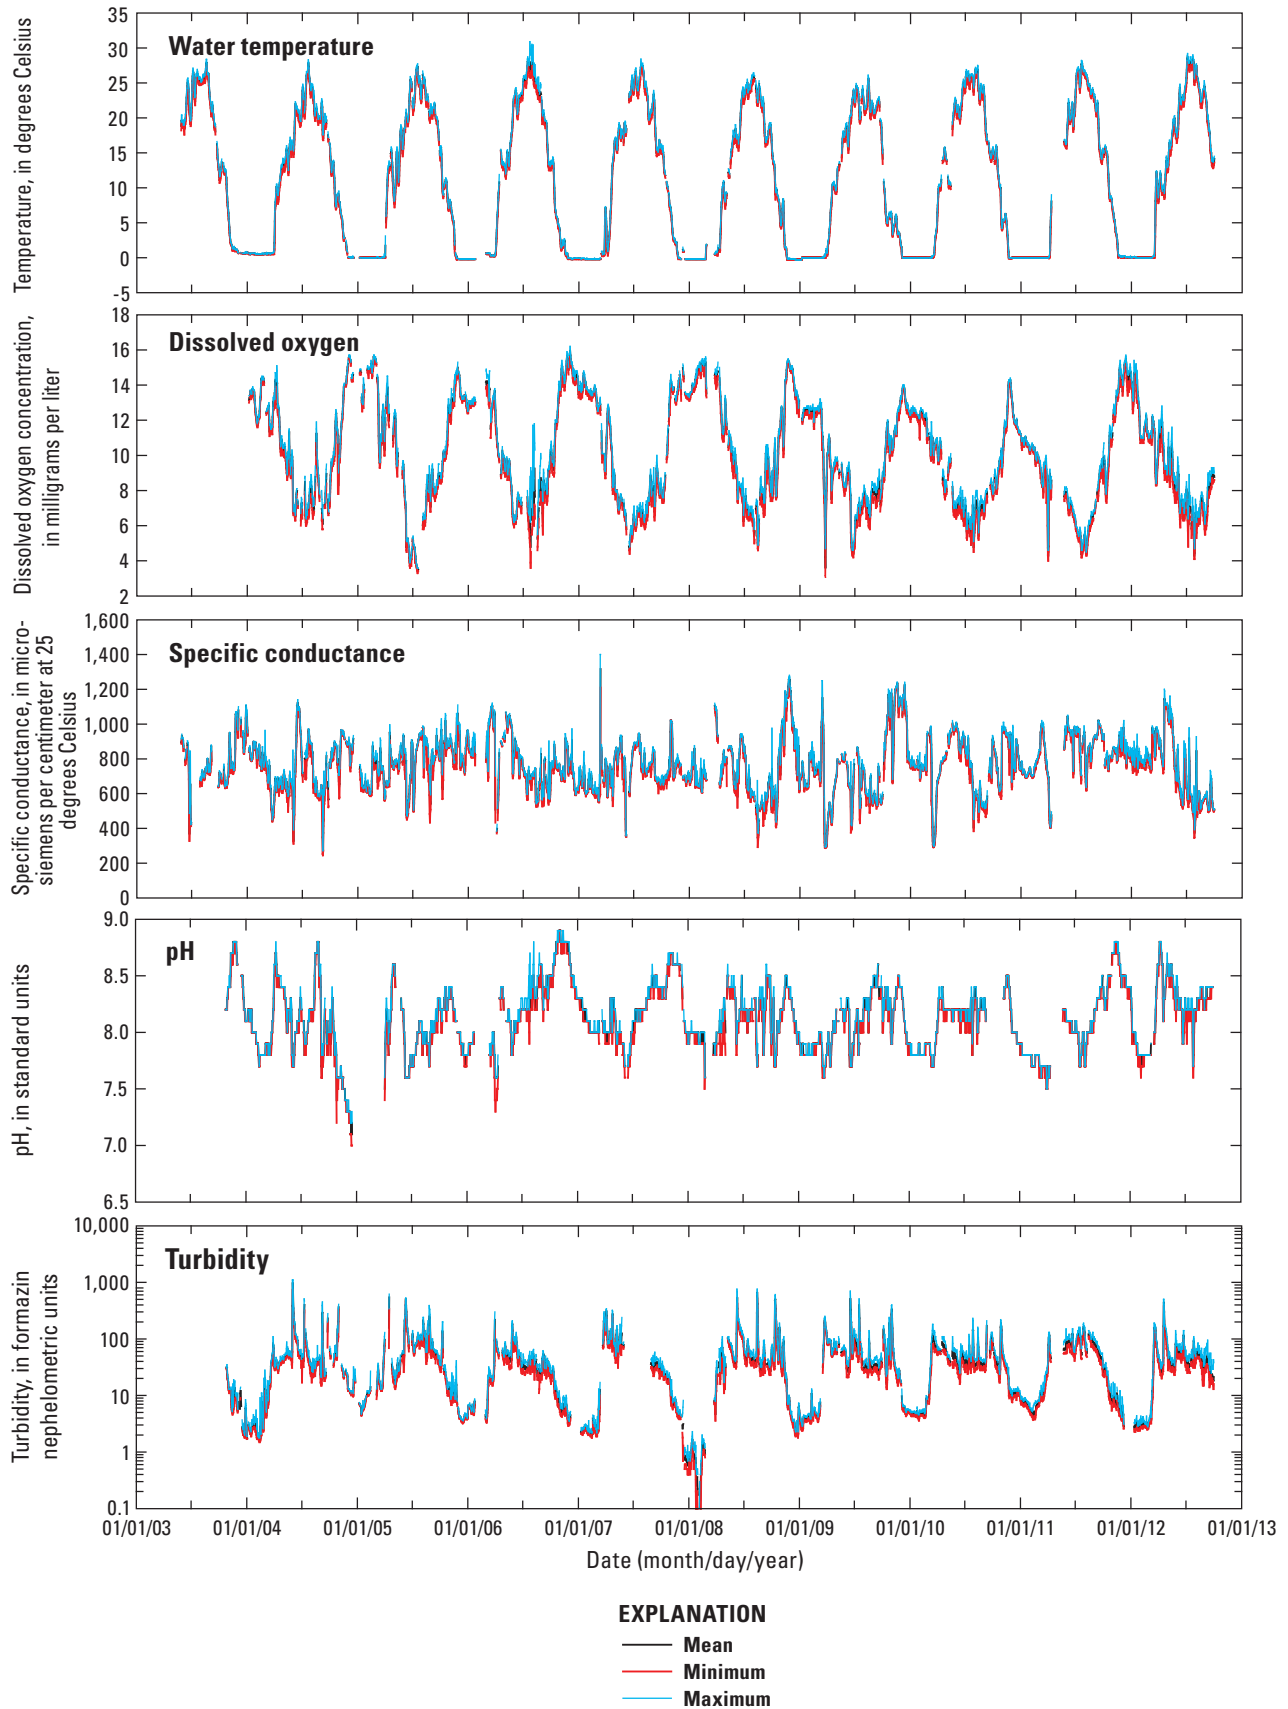 Water temperature
Temperature, in degrees Celsius
35
30
25
20
15
10
5
0
-5
Dissolved oxygen
Dissolved oxygen concentration,
in milligrams per liter
18
16
14
12
10
8
6
4
2
Specific conductance
Specific conductance, in micro-
siemens per centimeter at 25
degrees Celsius
1,600
1,400
1,200
1,000
800
600
400
200
0
pH
pH, in standard units
9.0
8.5
8.0
7.5
7.0
6.5
Turbidity
Turbidity, in formazin
nephelometric units
10,000
1,000
100
10
1
0.1
01/01/03 01/01/04 01/01/05 01/01/06 01/01/07 01/01/08 01/01/09 01/01/10 01/01/11 01/01/12 01/01/13
Date (month/day/year)
EXPLANATION
Mean
Minimum
Maximum